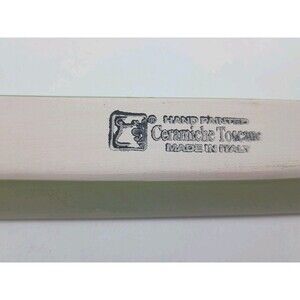 HAND PAINTED
Ceramiche Toscane
MADE IN ITALY